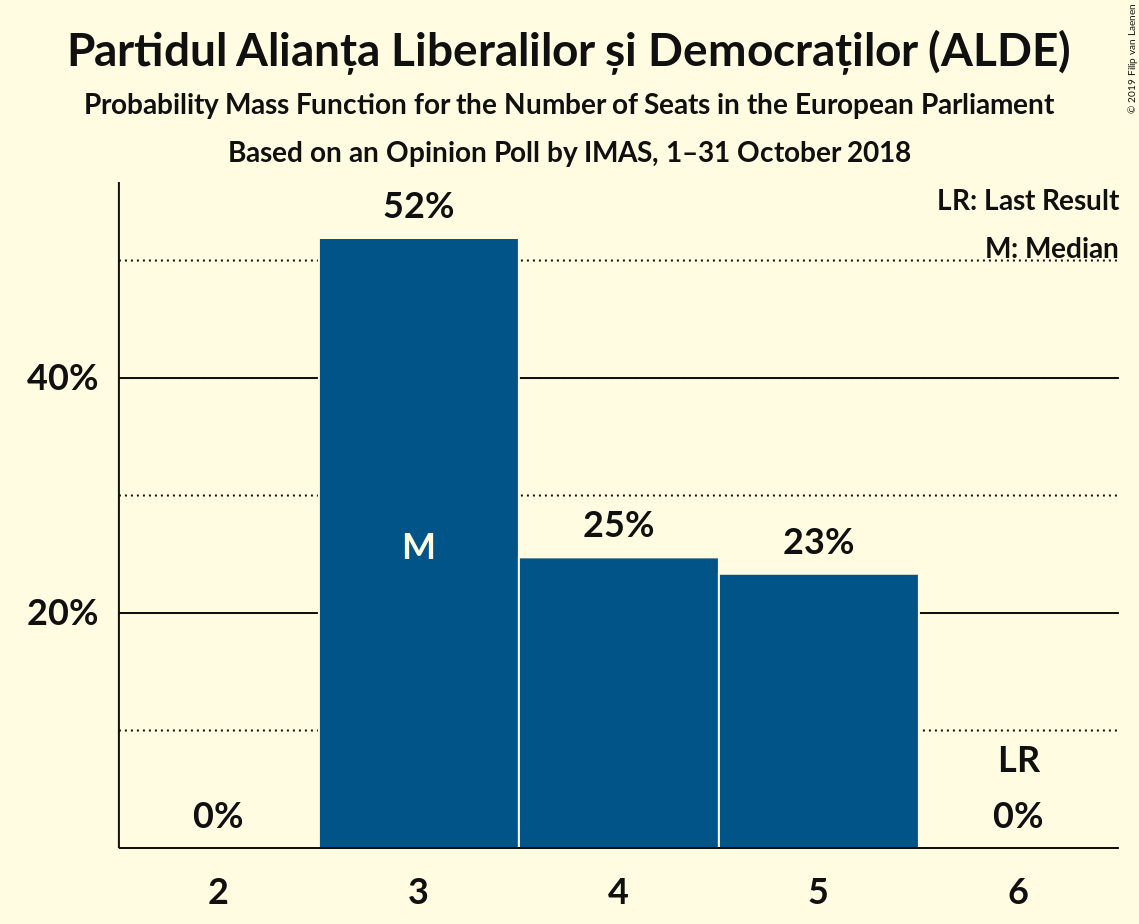 Partidul Alianța Liberalilor și Democraților (ALDE)
Probability Mass Function for the Number of Seats in the European Parliament
Based on an Opinion Poll by IMAS, 1–31 October 2018
© 2019 Filip van Laenen
LR: Last Result
M: Median
52%
40%
M
25%
23%
20%
LR
0%
0%
2
3
4
5
6